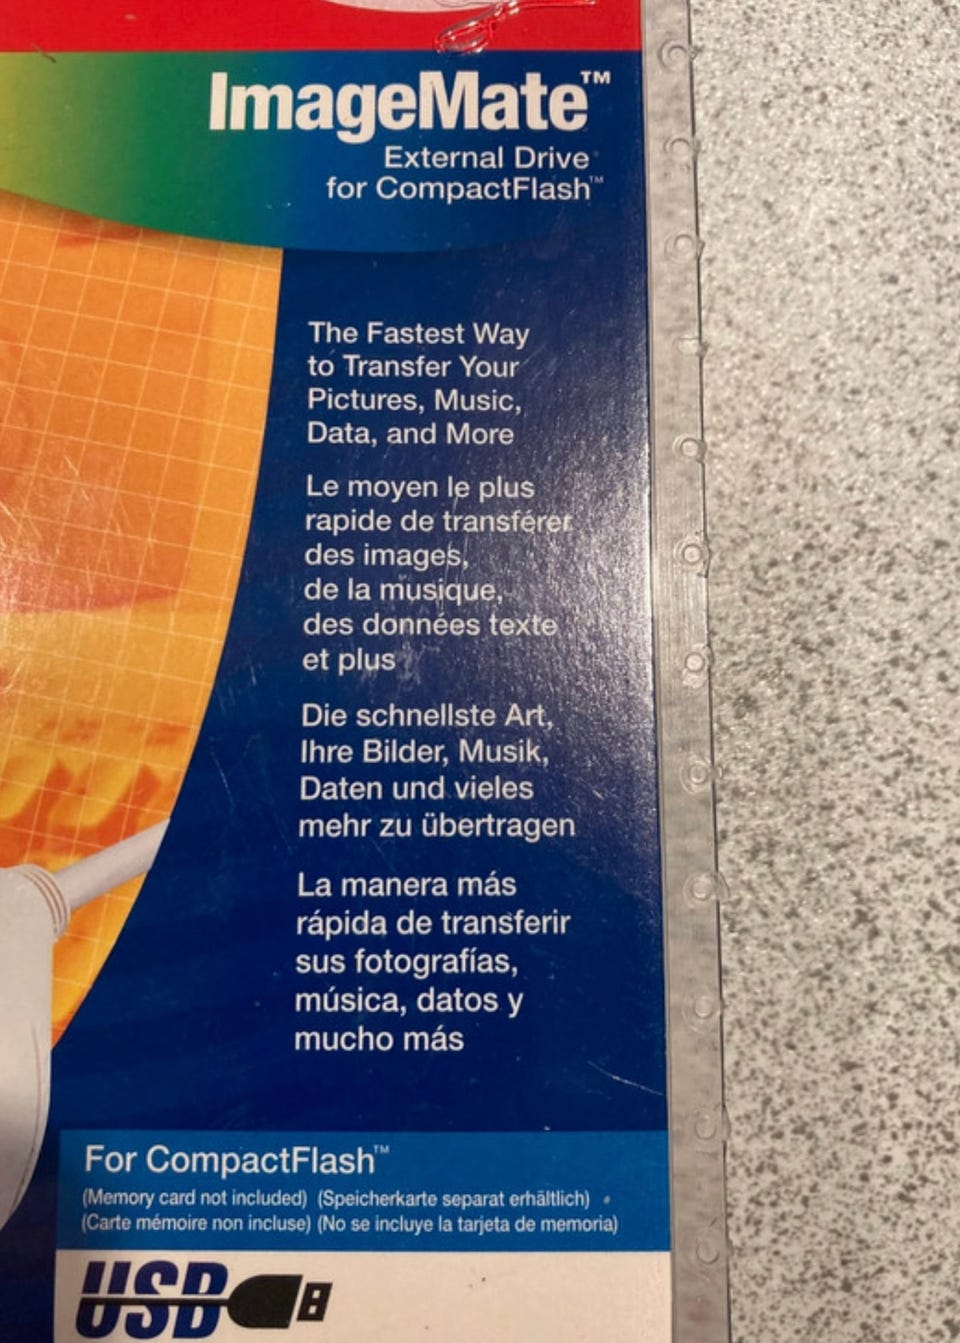 ImageMate™
External Drive
for CompactFlash™
The Fastest Way
to Transfer Your
Pictures, Music,
Data, and More
Le moyen le plus
rapide de transférer
des images,
de la musique,
des données texte
et plus
Die schnellste Art,
Ihre Bilder, Musik,
Daten und vieles
mehr zu übertragen
La manera más
rápida de transferir
sus fotografías,
música, datos y
mucho más
For CompactFlash™
(Memory card not included) (Speicherkarte separat erhältlich)
(Carte mémoire non incluse) (No se incluye la tarjeta de memoria)
USB